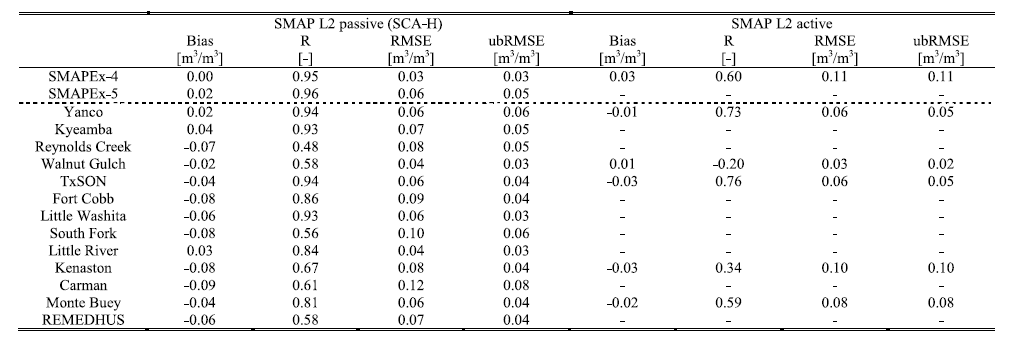 SMAP L2 passive (SCA-H) SMAP L2 active
Bias R RMSE ubRMSE Bias R RMSE ubRMSE
[m³/m³] [-] [m³/m³] [m³/m³] [m³/m³] [-] [m³/m³] [m³/m³]
SMAPEx-4 0.00 0.95 0.03 0.03 0.03 0.60 0.11 0.11
SMAPEx-5 0.02 0.96 0.06 0.05 - - - -
Yanco 0.02 0.94 0.06 0.06 -0.01 0.73 0.06 0.05
Kyeamba 0.04 0.93 0.07 0.05 - - - -
Reynolds Creek -0.07 0.48 0.08 0.05 - - - -
Walnut Gulch -0.02 0.58 0.04 0.03 0.01 -0.20 0.03 0.02
TxSON -0.04 0.94 0.06 0.04 -0.03 0.76 0.06 0.05
Fort Cobb -0.08 0.86 0.09 0.04 - - - -
Little Washita -0.06 0.93 0.06 0.03 - - - -
South Fork -0.08 0.56 0.10 0.06 - - - -
Little River 0.03 0.84 0.04 0.03 - - - -
Kenaston -0.08 0.67 0.08 0.04 -0.03 0.34 0.10 0.10
Carman -0.09 0.61 0.12 0.08 - - - -
Monte Buey -0.04 0.81 0.06 0.04 -0.02 0.59 0.08 0.08
REMEDHUS -0.06 0.58 0.07 0.04 - - - -